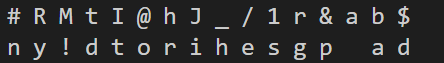 # R M t I @ h J _ / 1 r & a b $
n y ! d t o r i h e s g p   a d